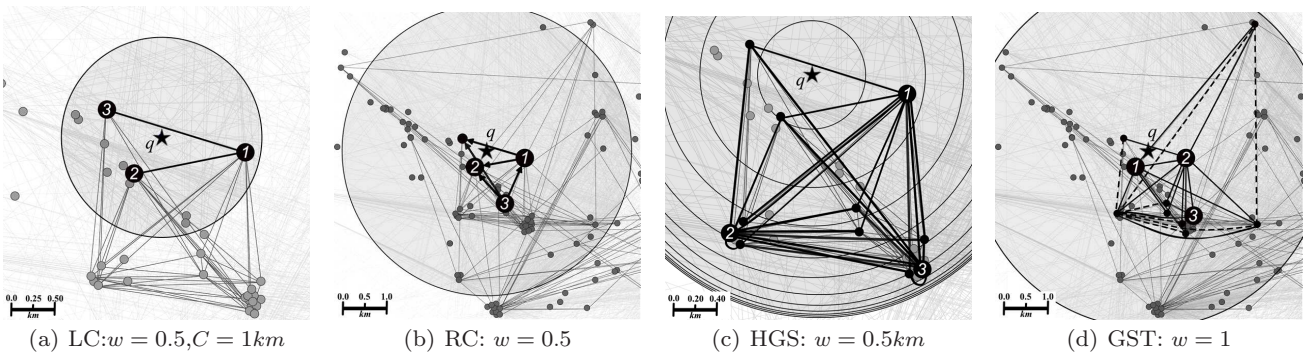 3
q
1
2
0.0 0.25 0.50
km
(a) LC:w = 0.5,C = 1km
q
2
1
3
0.0 0.5 1.0
km
(b) RC: w = 0.5
q
1
2
3
0.0 0.20 0.40
km
(c) HGS: w = 0.5km
q
1
2
3
0.0 0.5 1.0
km
(d) GST: w = 1